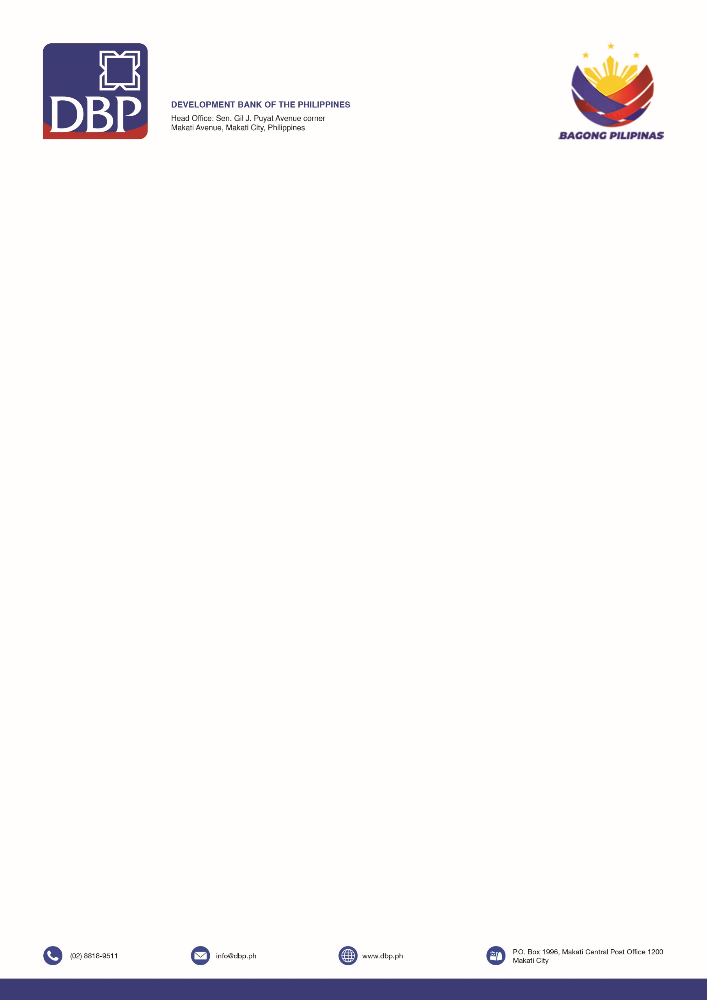 DBP
DEVELOPMENT BANK OF THE PHILIPPINES
Head Office: Sen. Gil J. Puyat Avenue corner
Makati Avenue, Makati City, Philippines
BAGONG PILIPINAS
(02) 8818-9511
info@dbp.ph
www.dbp.ph
P.O. Box 1996, Makati Central Post Office 1200
Makati City